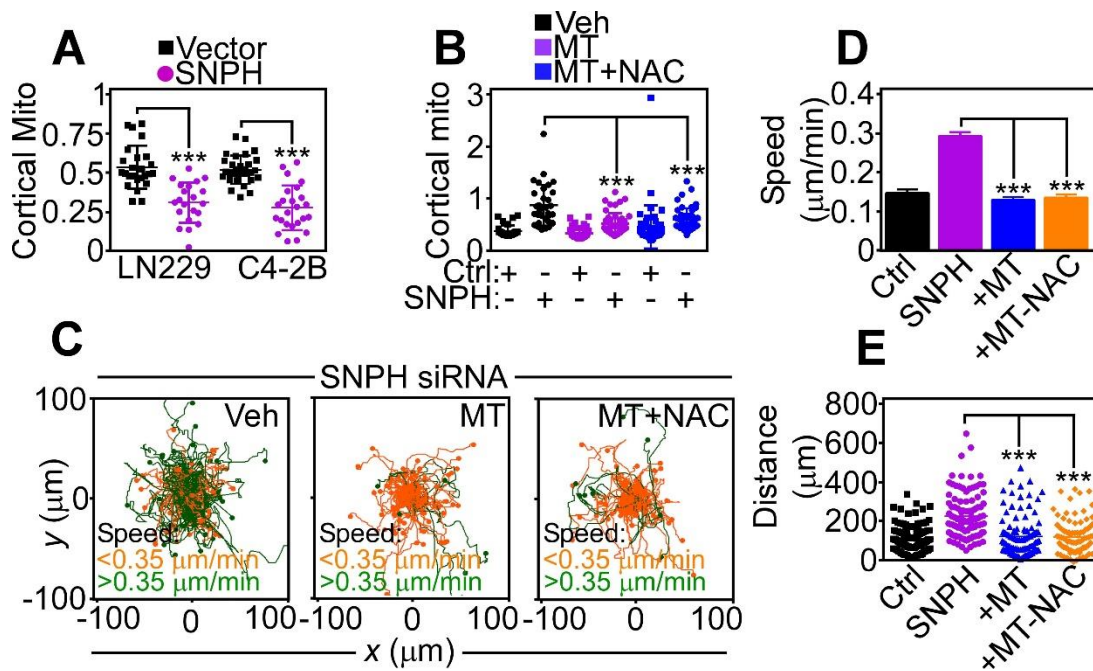 A
Vector
SNPH
Cortical Mito
1
0.75
0.5
0.25
0
***
***
LN229 C4-2B
B
Veh
MT
MT+NAC
Cortical mito
3
2
1
0
***
***
Ctrl:+ - + - + -
SNPH:- + - + - +
C
SNPH siRNA
Veh
MT
MT+NAC
y (μm)
100
0
-100
Speed:
<0.35 μm/min
>0.35 μm/min
Speed:
<0.35 μm/min
>0.35 μm/min
Speed:
<0.35 μm/min
>0.35 μm/min
-100 0 100
-100 0 100
-100 0 100
x (μm)
D
Speed
(μm/min)
0.4
0.3
0.2
0.1
0
*** ***
Ctrl
SNPH
+MT
+MT-NAC
E
Distance
(μm)
800
600
400
200
0
***
***
Ctrl
SNPH
+MT
+MT-NAC